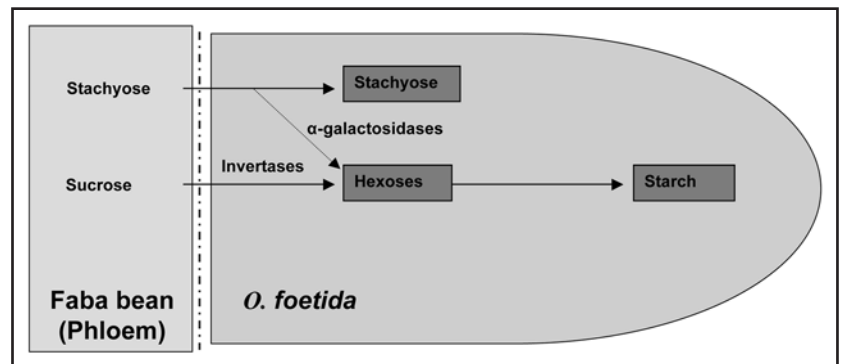 Stachyose
Stachyose
α-galactosidases
Invertases
Sucrose
Hexoses
Starch
Faba bean
(Phloem)
O. foetida